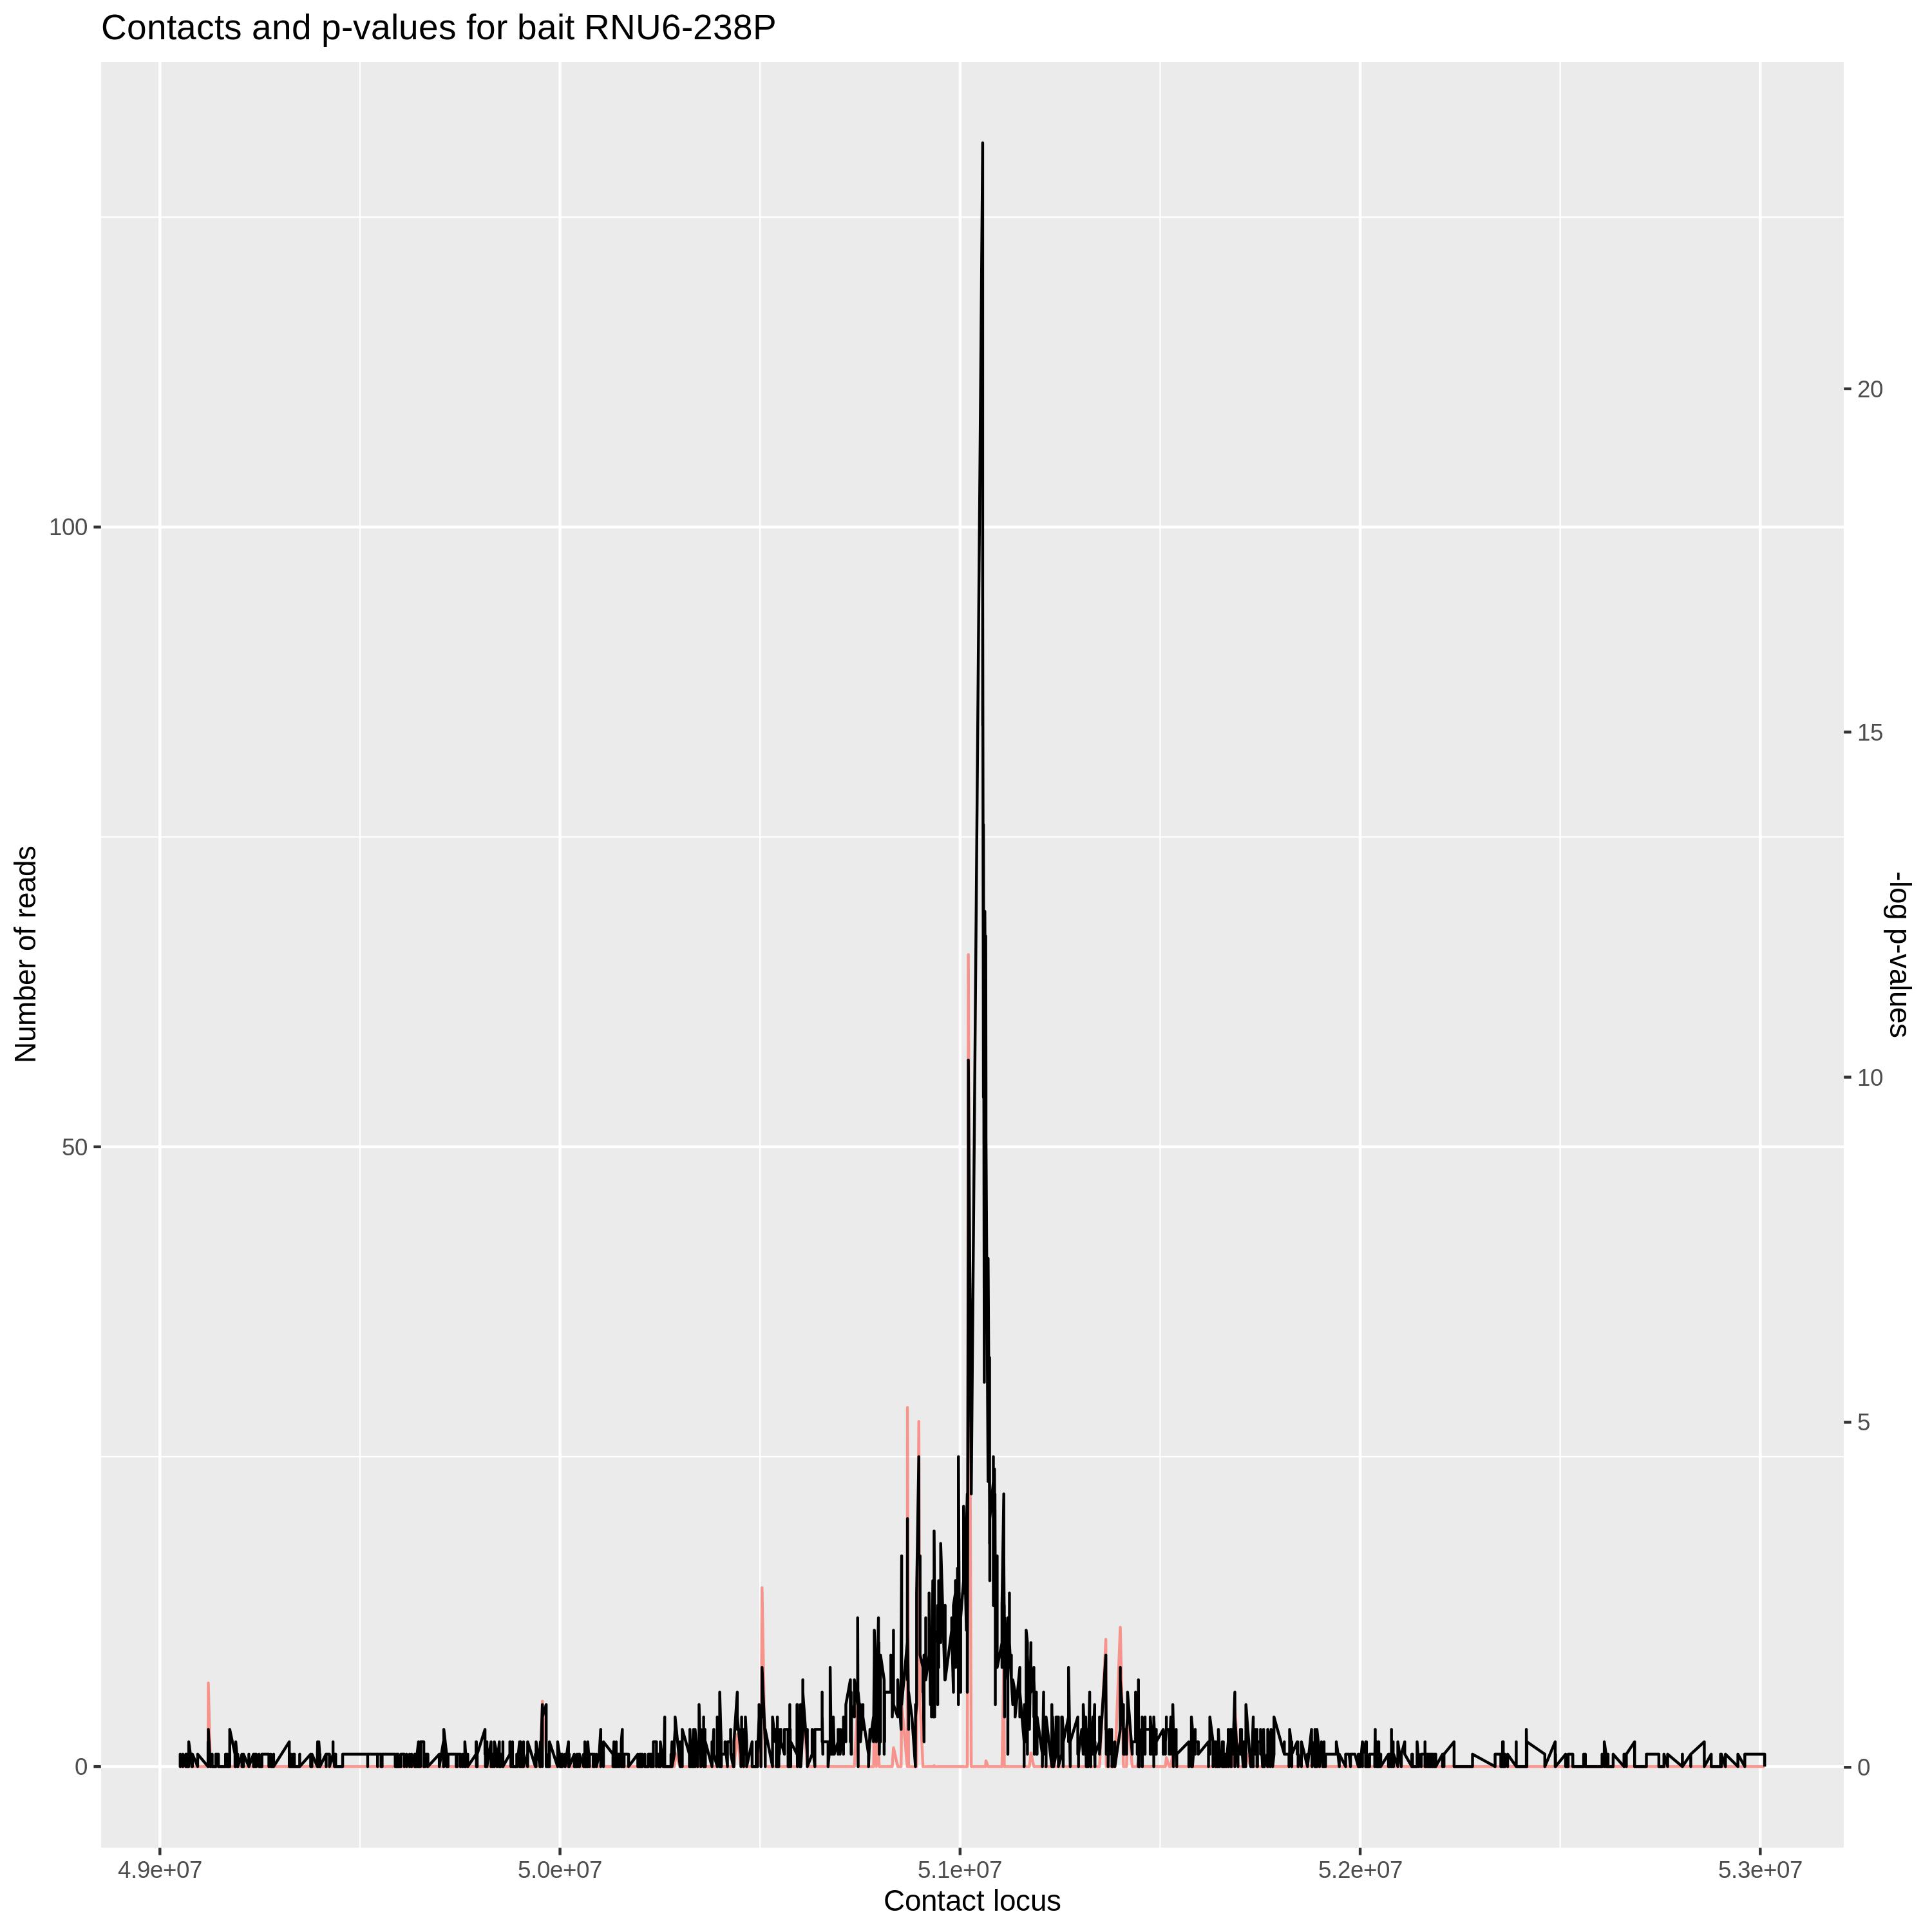 Contacts and p-values for bait RNU6-238P
Number of reads
100
50
0
20
15
10
5
0
-log p-values
4.9e+07 5.0e+07 5.1e+07 5.2e+07 5.3e+07
Contact locus